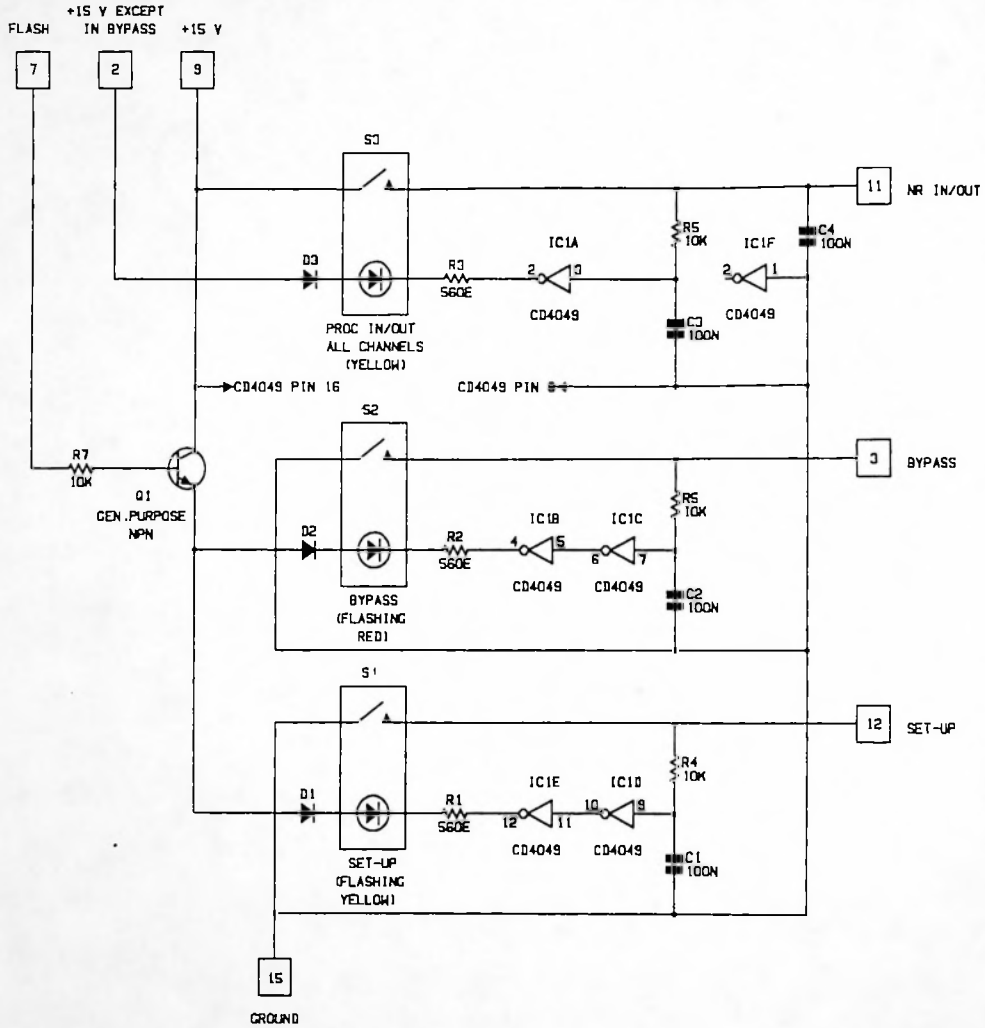 +15 V EXCEPT
IN BYPASS
FLASH
+15 V
7
2
9
S3
11
NR IN/OUT
R5
10K
C4
100N
IC1A
IC1F
D3
R3
2
3
2
1
560E
CD4049
CD4049
C3
100N
PROC IN/OUT
ALL CHANNELS
(YELLOW)
CD4049 PIN 16
CD4049 PIN
S2
3
BYPASS
R7
10K
Q1
GEN.PURPOSE
NPN
R5
10K
IC1B
IC1C
D2
R2
4
5
6
7
560E
CD4049
CD4049
C2
100N
BYPASS
(FLASHING
RED)
S1
12
SET-UP
R4
10K
IC1E
IC1D
D1
R1
12
11
10
9
560E
CD4049
CD4049
C1
100N
SET-UP
(FLASHING
YELLOW)
15
GROUND